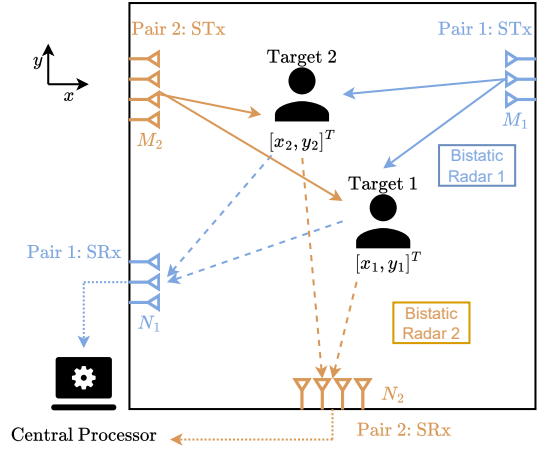 Pair 2: STx
Pair 1: STx
y
x
Target 2
M₂
M₁
[x₂, y₂]ᵀ
Bistatic
Radar 1
Target 1
Pair 1: SRx
[x₁, y₁]ᵀ
N₁
Bistatic
Radar 2
N₂
Central Processor
Pair 2: SRx